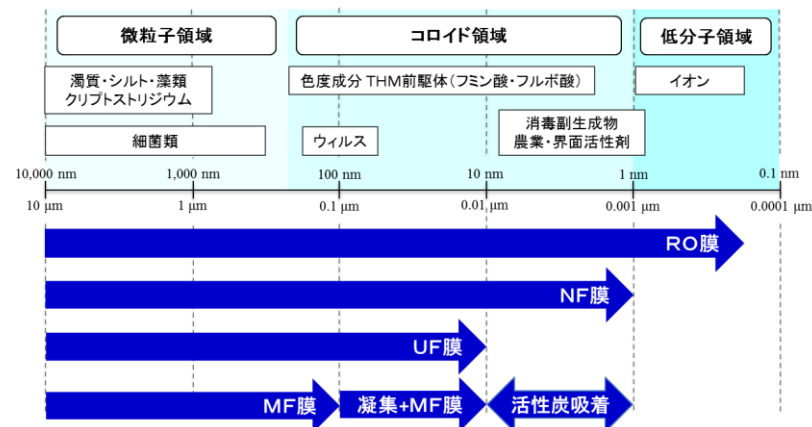 微粒子領域
コロイド領域
低分子領域
濁質・シルト・藻類
クリプトストリジウム
色度成分 THM前駆体(フミン酸・フルボ酸)
イオン
細菌類
ウィルス
消毒副生成物
農業・界面活性剤
10,000 nm
1,000 nm
100 nm
10 nm
1 nm
0.1 nm
10 μm
1 μm
0.1 μm
0.01 μm
0.001 μm
0.0001 μm
RO膜
NF膜
UF膜
MF膜
凝集+MF膜
活性炭吸着